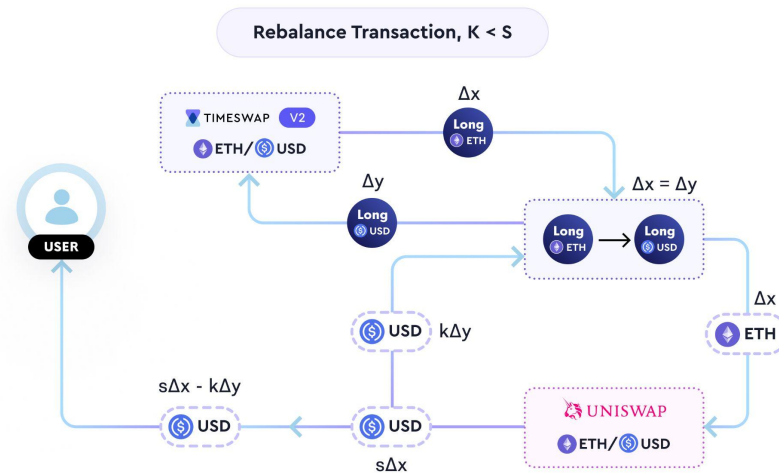 Rebalance Transaction, K < S
TIMESWAP V2
ETH/USD
Δx
Long
ETH
Δx = Δy
Δy
Long
USD
Long
ETH
Long
USD
USER
Δx
USD
kΔy
ETH
sΔx - kΔy
USD
USD
sΔx
UNISWAP
ETH/USD